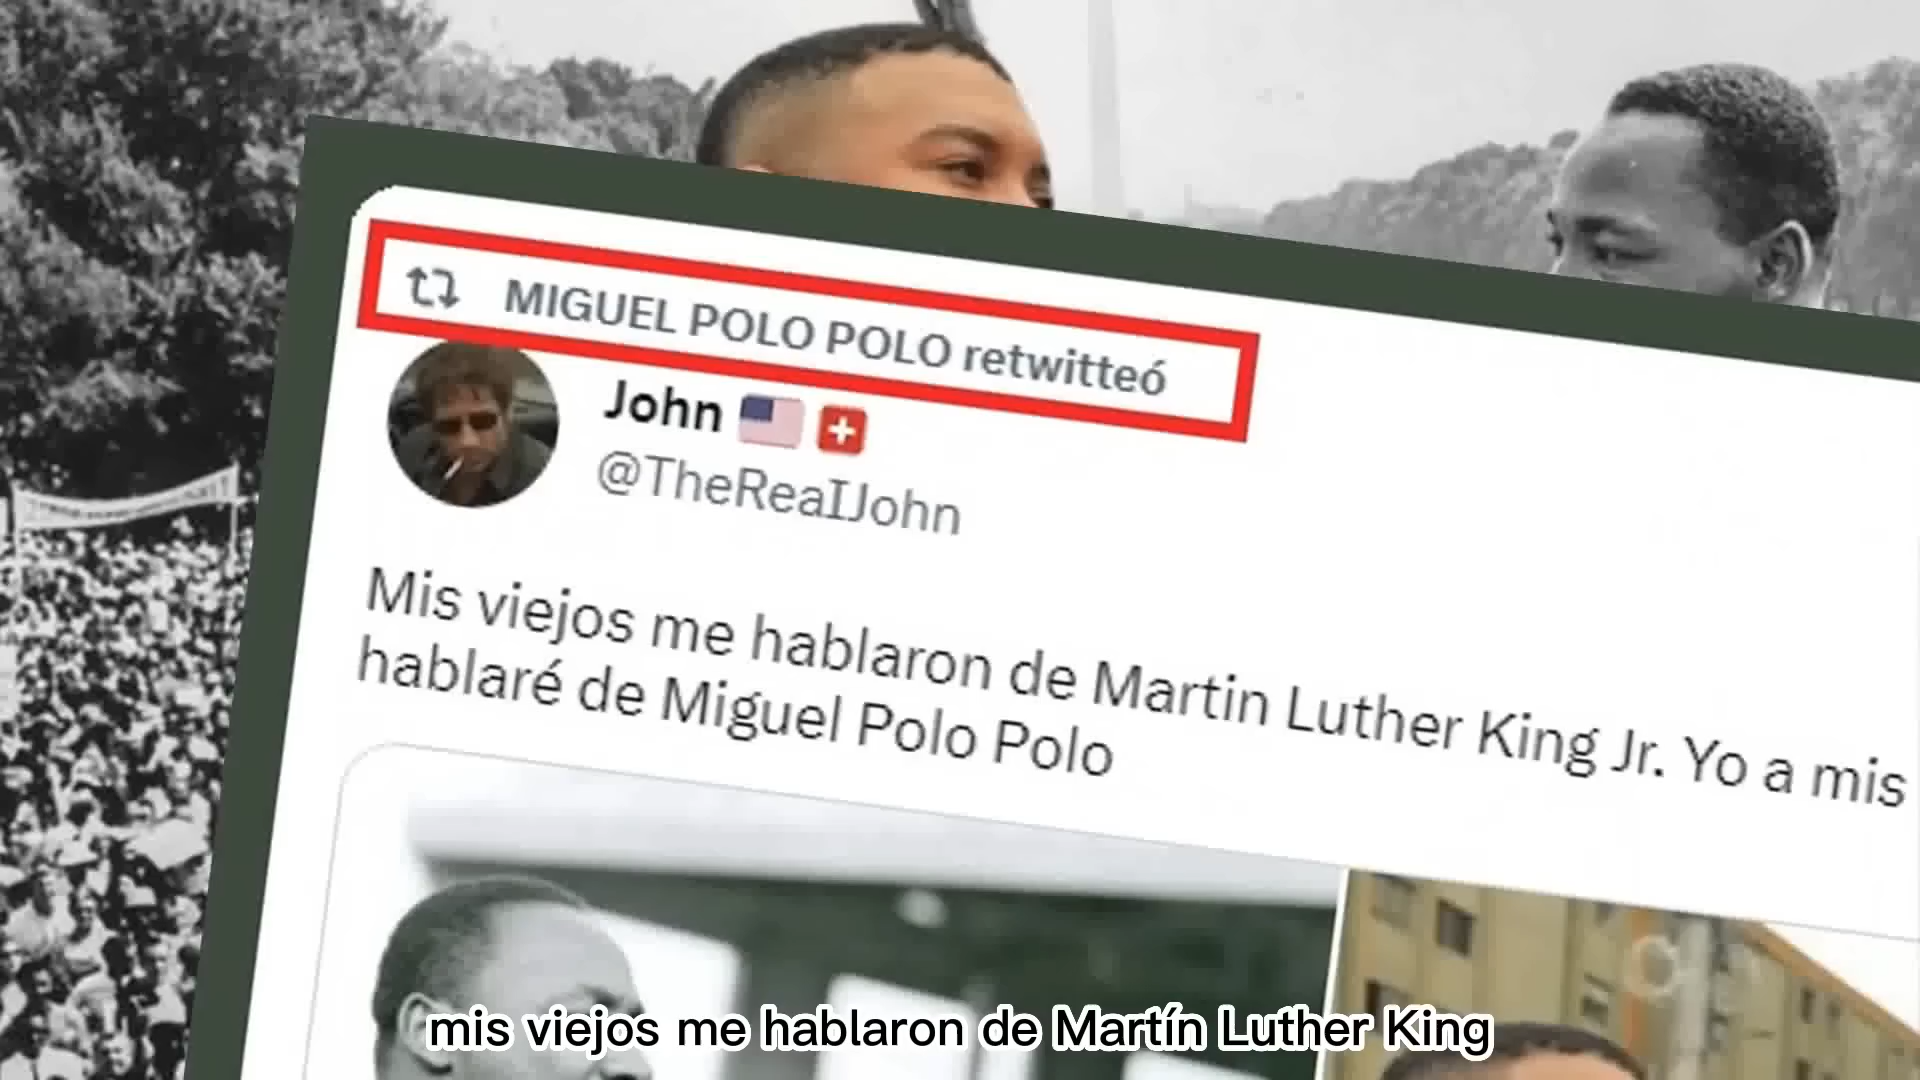 MIGUEL POLO POLO retwitteó
John
@TheReaIJohn
Mis viejos me hablaron de Martin Luther King Jr. Yo a mis
hablaré de Miguel Polo Polo
mis viejos me hablaron de Martín Luther King